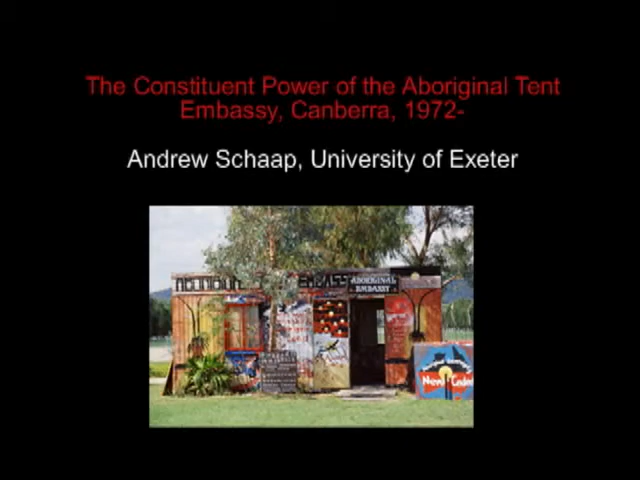 The Constituent Power of the Aboriginal Tent
Embassy, Canberra, 1972-
Andrew Schaap, University of Exeter
ABORIGINAL
EMBASSY